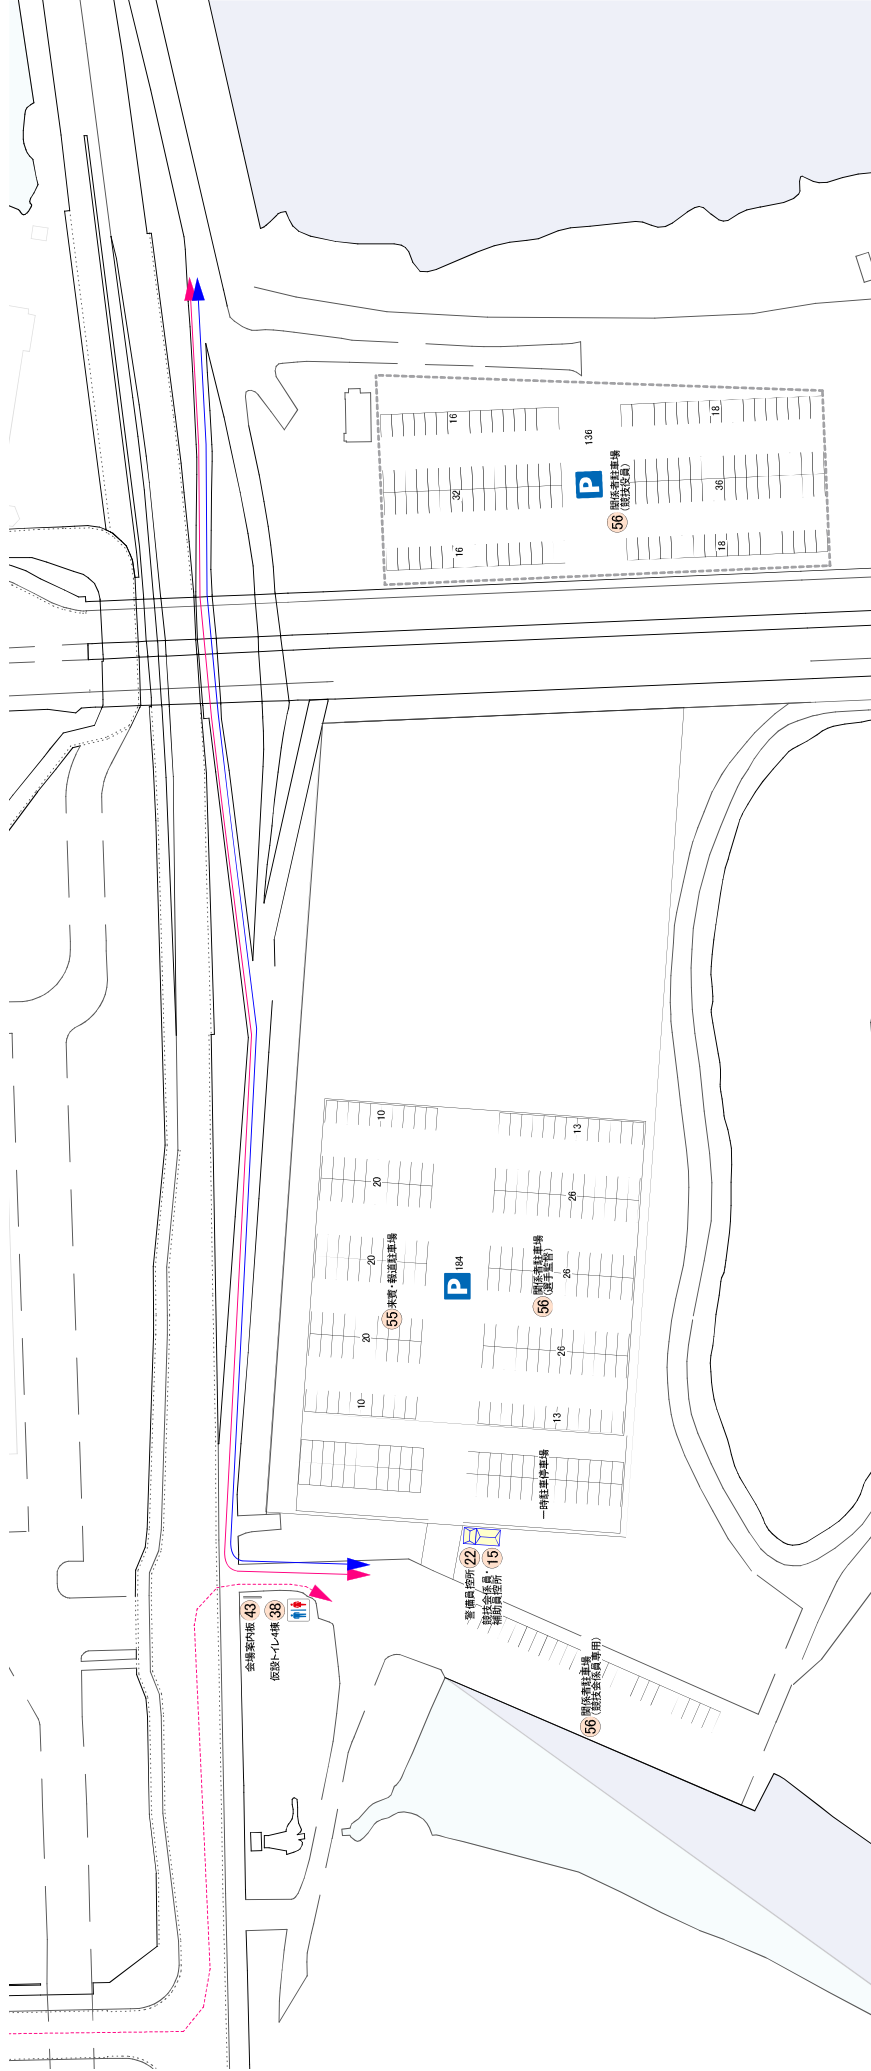 16
18
136
P
関係者駐車場
(競技役員)
56
32
36
16
18
10
13
20
26
20
55
来賓・報道駐車場
184
P
56
関係者駐車場
(選手監督)
26
20
26
10
13
一時駐車停車場
22
警備員控所
15
競技会係員・
補助員控所
43
会場案内板
38
仮設トイレ4棟
56
関係者駐車場
(競技会係員専用)